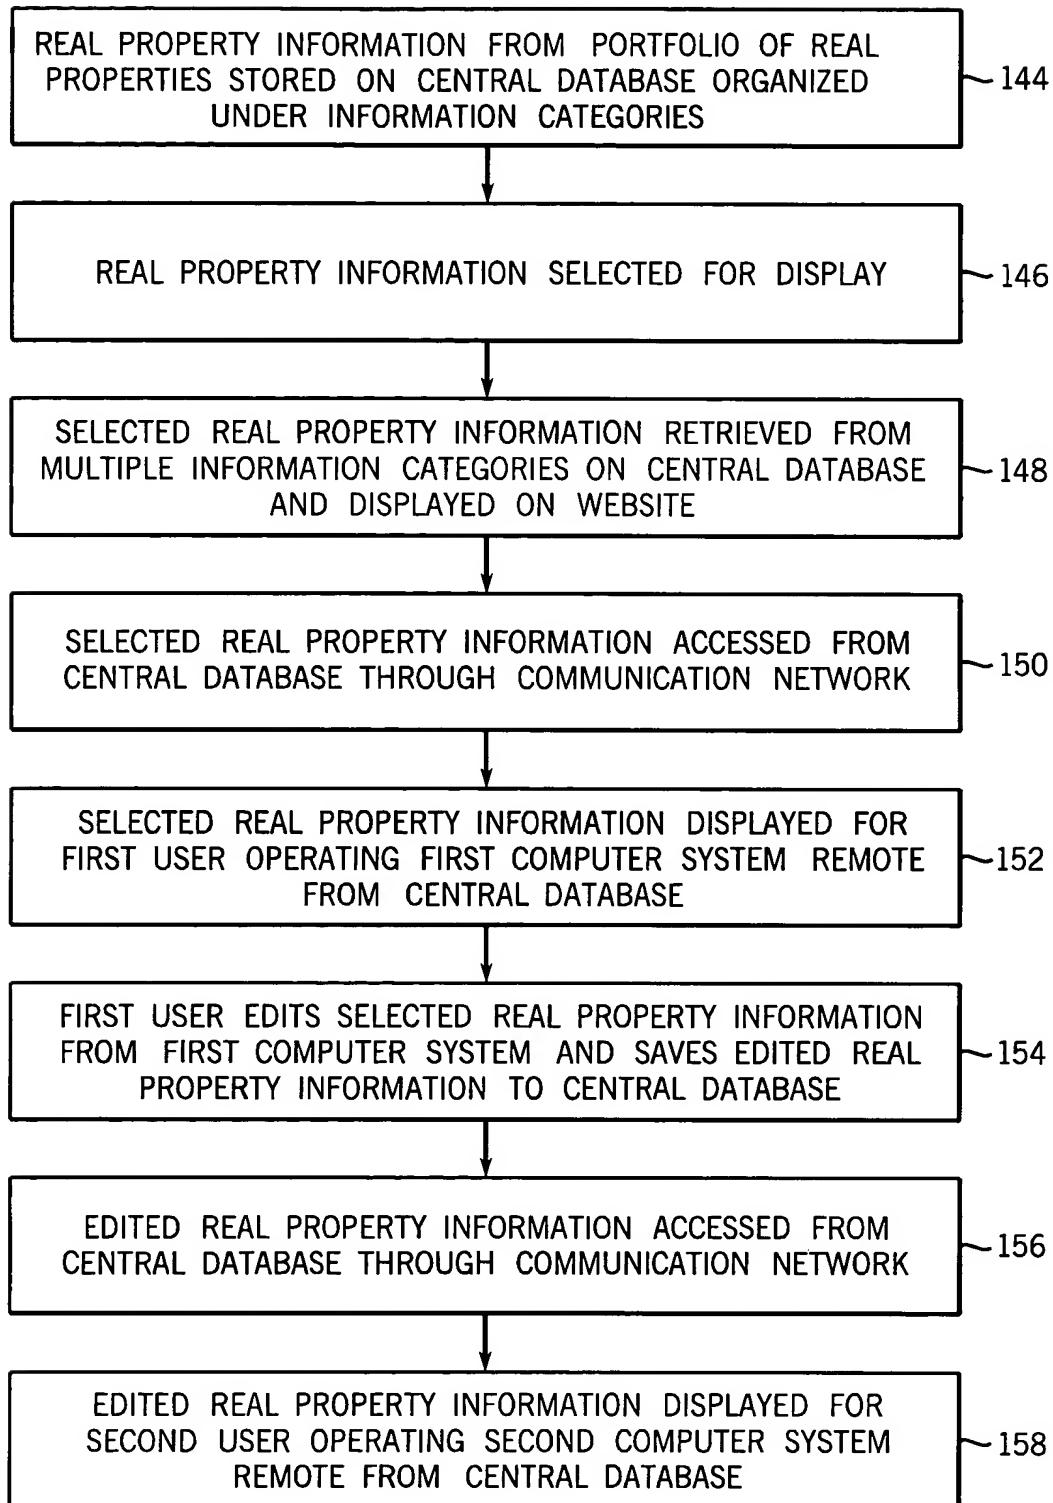 REAL PROPERTY INFORMATION FROM PORTFOLIO OF REAL
PROPERTIES STORED ON CENTRAL DATABASE ORGANIZED
UNDER INFORMATION CATEGORIES
144
REAL PROPERTY INFORMATION SELECTED FOR DISPLAY
146
SELECTED REAL PROPERTY INFORMATION RETRIEVED FROM
MULTIPLE INFORMATION CATEGORIES ON CENTRAL DATABASE
AND DISPLAYED ON WEBSITE
148
SELECTED REAL PROPERTY INFORMATION ACCESSED FROM
CENTRAL DATABASE THROUGH COMMUNICATION NETWORK
150
SELECTED REAL PROPERTY INFORMATION DISPLAYED FOR
FIRST USER OPERATING FIRST COMPUTER SYSTEM REMOTE
FROM CENTRAL DATABASE
152
FIRST USER EDITS SELECTED REAL PROPERTY INFORMATION
FROM FIRST COMPUTER SYSTEM AND SAVES EDITED REAL
PROPERTY INFORMATION TO CENTRAL DATABASE
154
EDITED REAL PROPERTY INFORMATION ACCESSED FROM
CENTRAL DATABASE THROUGH COMMUNICATION NETWORK
156
EDITED REAL PROPERTY INFORMATION DISPLAYED FOR
SECOND USER OPERATING SECOND COMPUTER SYSTEM
REMOTE FROM CENTRAL DATABASE
158